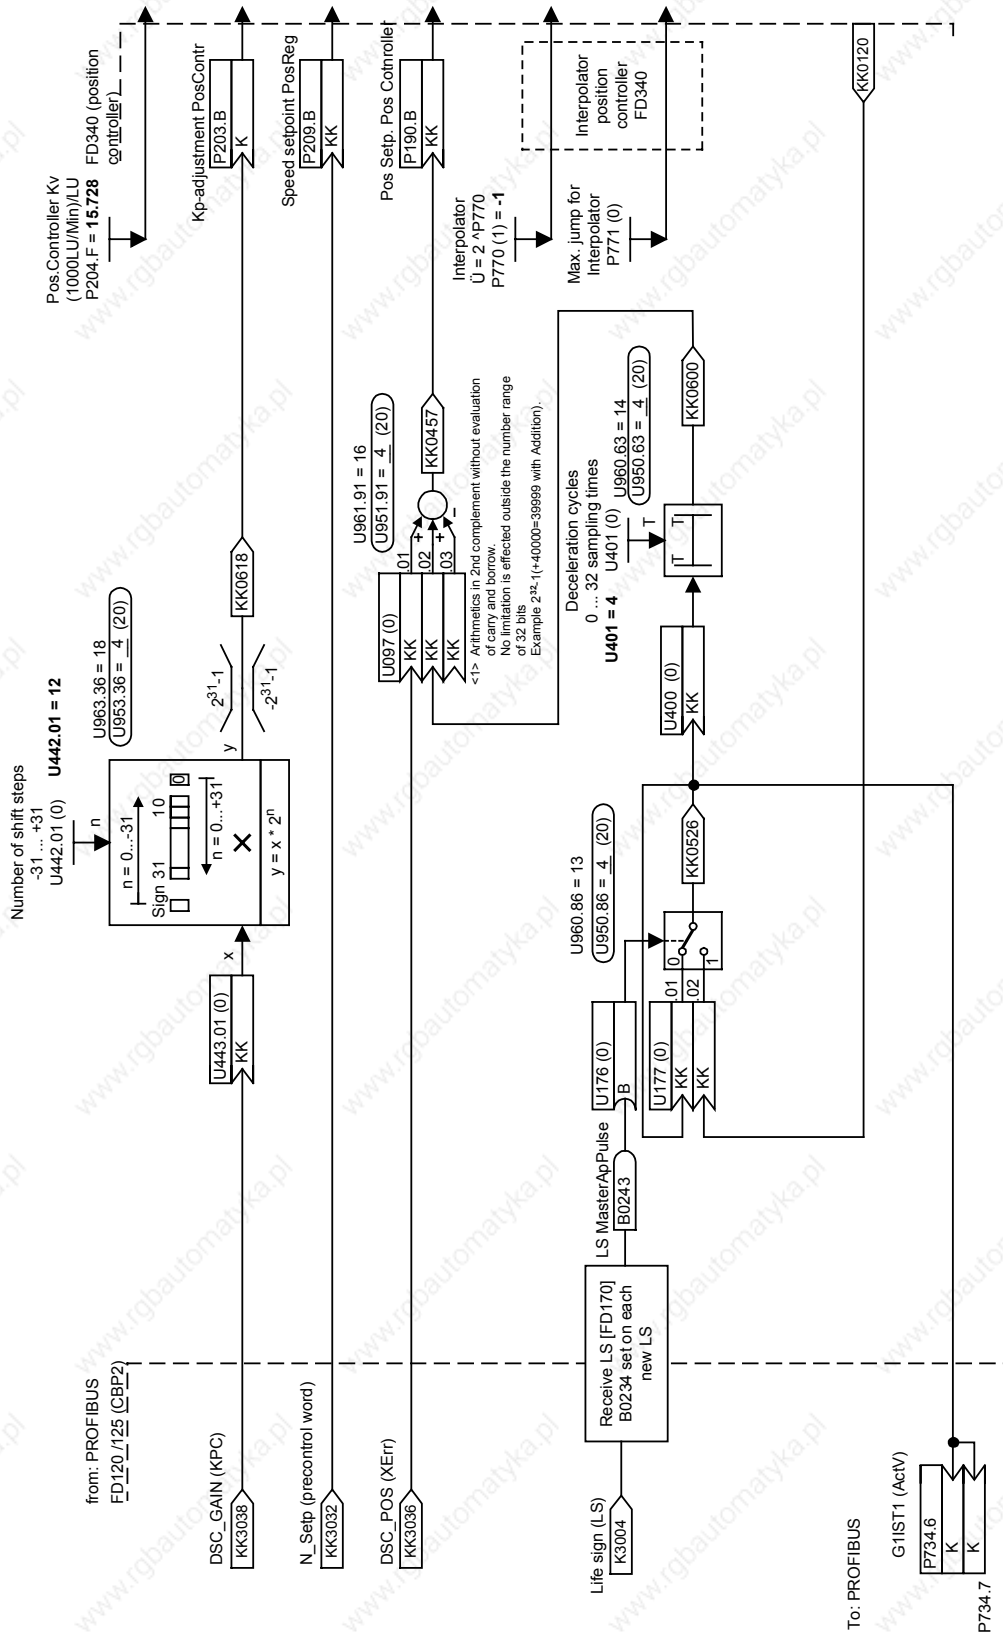 Pos.Controller Kv
(1000LU/Min)/LU
P204.F = 15.728
FD340 (position
controller)
Number of shift steps
-31 ... +31
U442.01 (0)
U442.01 = 12
U963.36 = 18
U953.36 = 4 (20)
n
n = 0...-31
Sign 31 10 0
n = 0...+31
y = x * 2n
x
y
231-1
-231-1
from: PROFIBUS
FD120 /125 (CBP2)
DSC_GAIN (KPC)
KK3038
U443.01 (0)
KK
KK0618
Kp-adjustment PosContr
P203.B
K
N_Setp (precontrol word)
KK3032
Speed setpoint PosReg
P209.B
KK
DSC_POS (XErr)
KK3036
U097 (0)
KK .01 +
KK .02 +
KK .03 –
U961.91 = 16
U951.91 = 4 (20)
KK0457
Pos Setp. Pos Cotnroller
P190.B
KK
<1> Arithmetics in 2nd complement without evaluation
of carry and borrow.
No limitation is effected outside the number range
of 32 bits
Example 232-1(+40000=39999 with Addition).
Interpolator
Ü = 2 ^P770
P770 (1) = -1
Max. jump for
Interpolator
P771 (0)
Interpolator
position
controller
FD340
Life sign (LS)
K3004
Receive LS [FD170]
B0234 set on each
new LS
LS MasterApPulse
B0243
U176 (0)
B
U177 (0)
KK .01
KK .02
0
1
U960.86 = 13
U950.86 = 4 (20)
KK0526
U400 (0)
KK
Deceleration cycles
0 ... 32 sampling times
U401 = 4 U401 (0)
T
T T
U960.63 = 14
U950.63 = 4 (20)
KK0600
KK0120
To: PROFIBUS
G1IST1 (ActV)
P734.6
K
K
P734.7
www.rgbautomatyka.pl